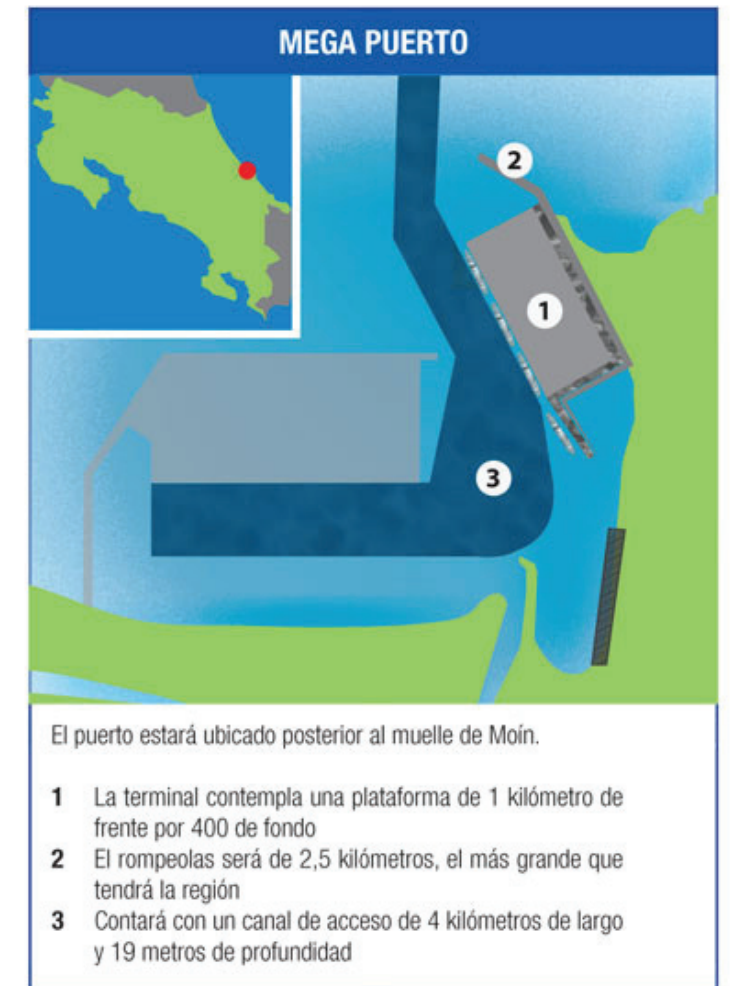 MEGA PUERTO
2
1
3
El puerto estará ubicado posterior al muelle de Moín.
1 La terminal contempla una plataforma de 1 kilómetro de
frente por 400 de fondo
2 El rompeolas será de 2,5 kilómetros, el más grande que
tendrá la región
3 Contará con un canal de acceso de 4 kilómetros de largo
y 19 metros de profundidad